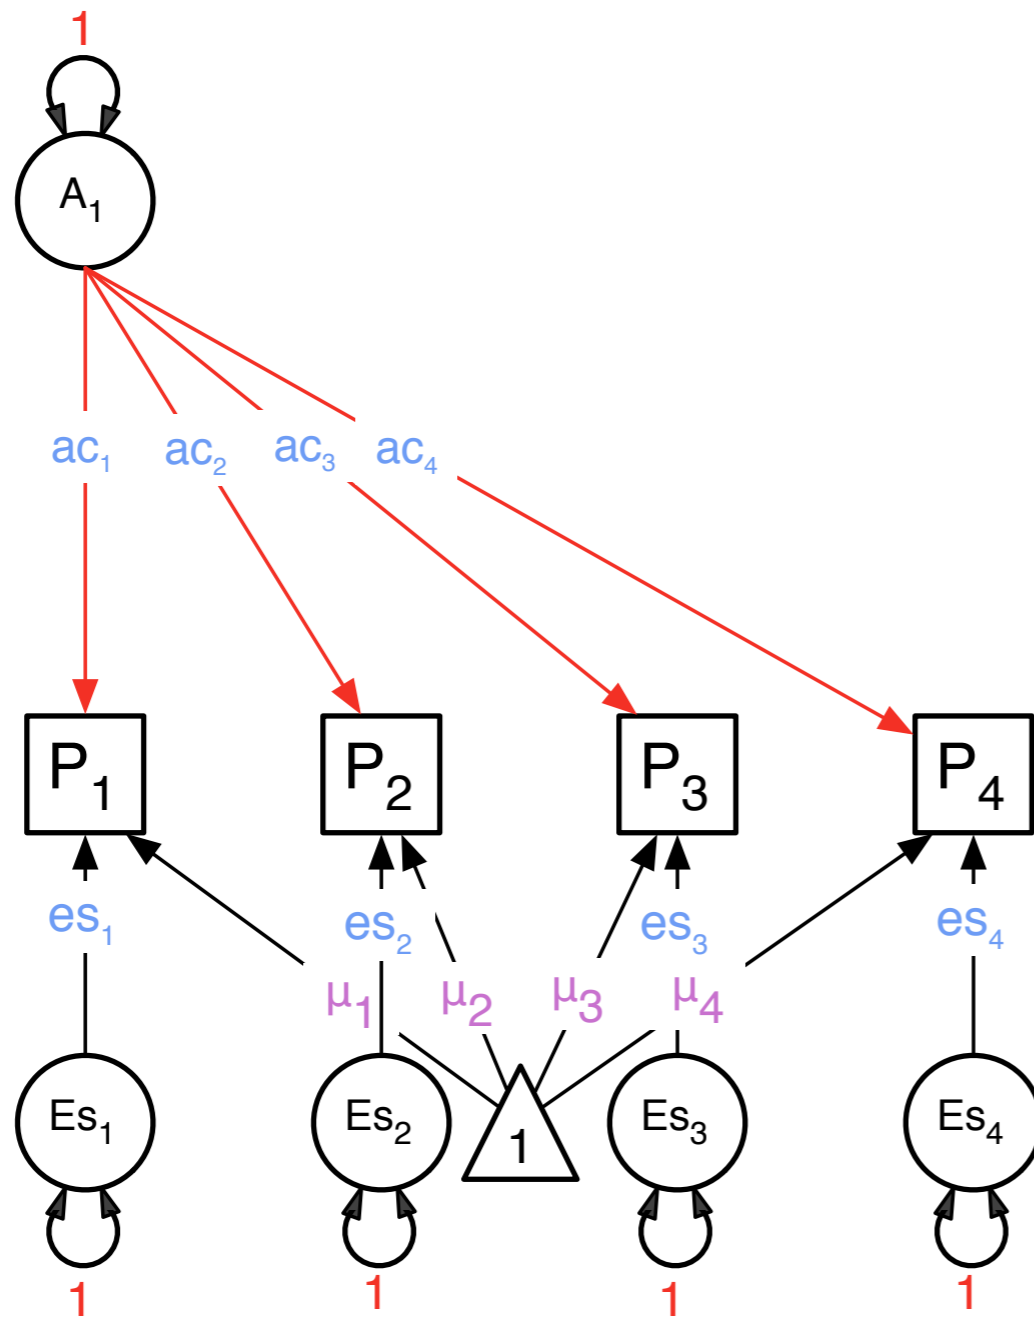 1
A₁
ac₁ ac₂ ac₃ ac₄
P₁ P₂ P₃ P₄
es₁ es₂ es₃ es₄
μ₁ μ₂ μ₃ μ₄
Es₁ Es₂ 1 Es₃ Es₄
1 1 1 1